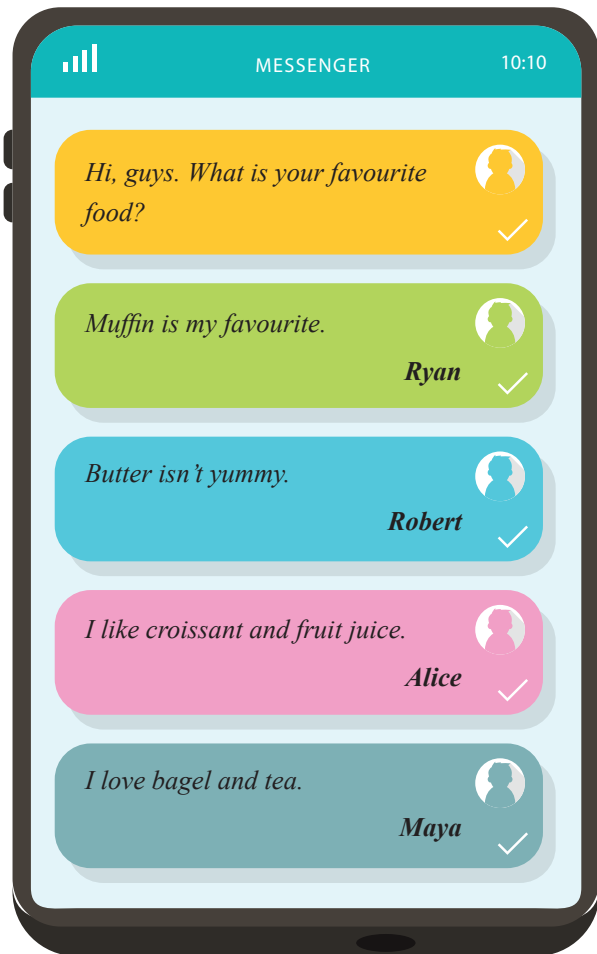 MESSENGER
10:10
Hi, guys. What is your favourite
food?
Muffin is my favourite.
Ryan
Butter isn't yummy.
Robert
I like croissant and fruit juice.
Alice
I love bagel and tea.
Maya